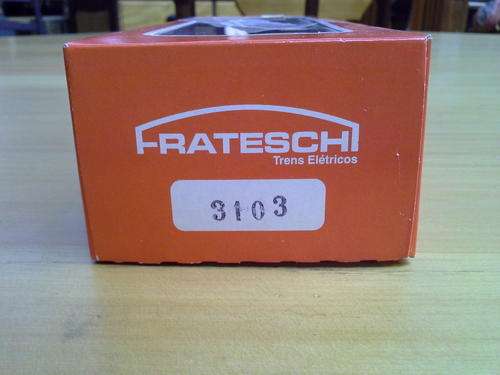 FRATESCHI
Trens Elétricos
3103